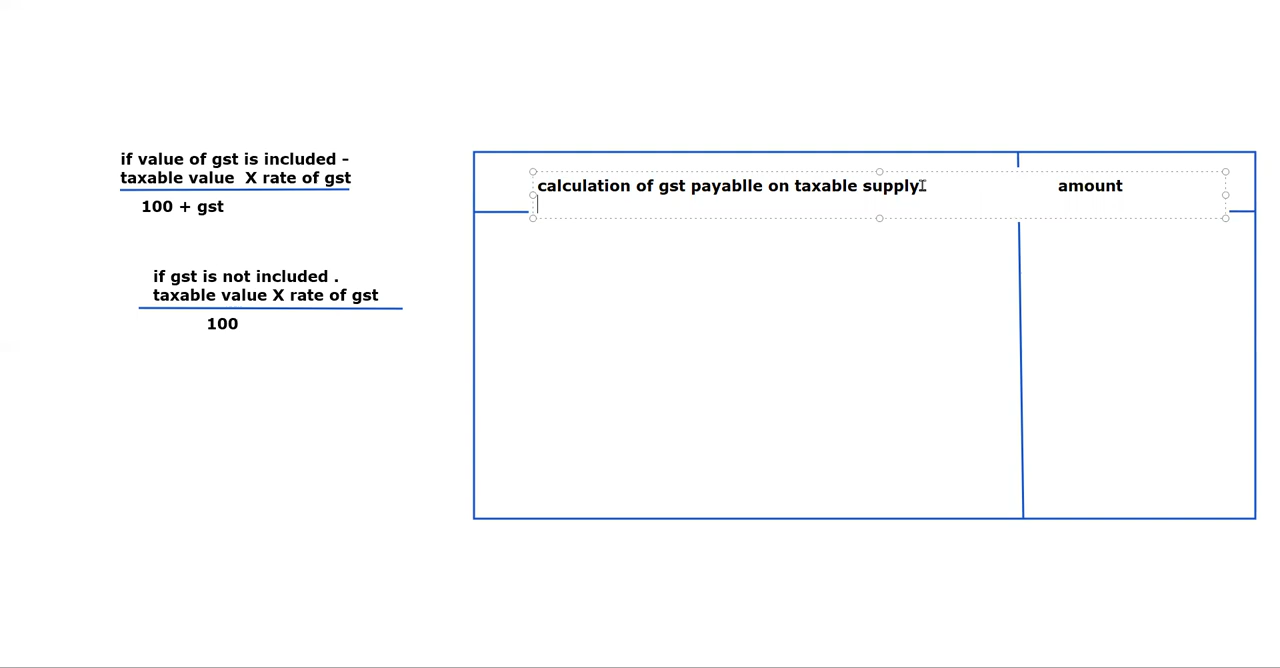 if value of gst is included -
taxable value  X rate of gst
100 + gst
if gst is not included .
taxable value X rate of gst
100
calculation of gst payablle on taxable supply. amount